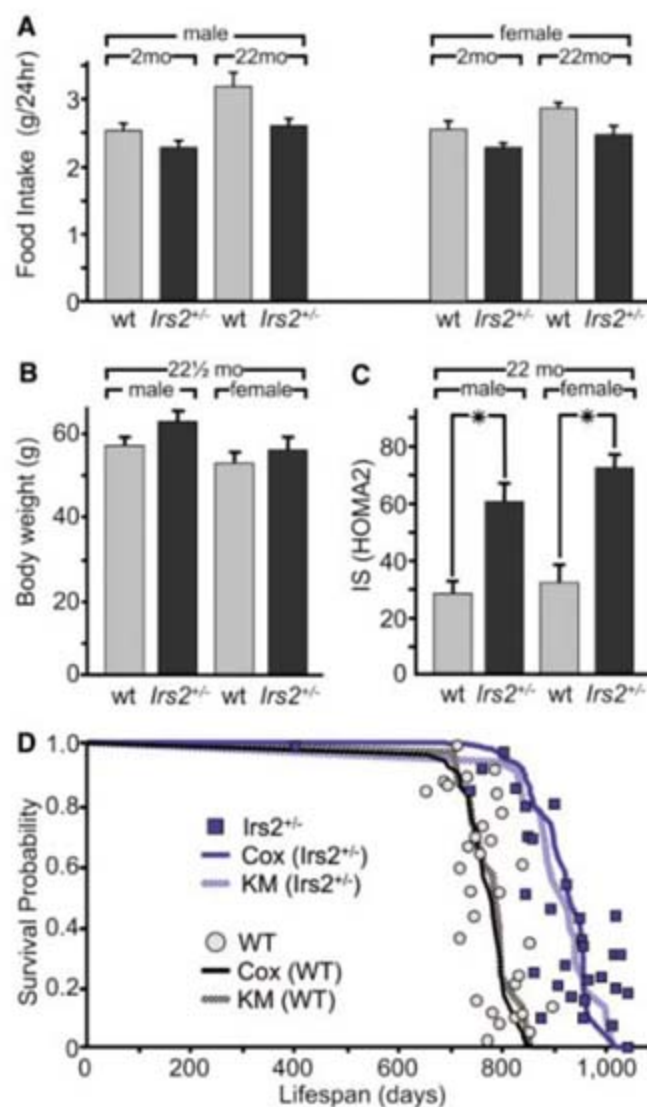 A
male
female
2mo 22mo 2mo 22mo
Food Intake (g/24hr)
3
2
1
0
wt Irs2+/- wt Irs2+/- wt Irs2+/- wt Irs2+/-
B
22½ mo
male female
Body weight (g)
60
40
20
0
wt Irs2+/- wt Irs2+/-
C
22 mo
male female
* *
IS (HOMA2)
80
60
40
20
0
wt Irs2+/- wt Irs2+/-
D
Survival Probability
1.0
0.8
0.6
0.4
0.2
0
Irs2+/-
Cox (Irs2+/-)
KM (Irs2+/-)
WT
Cox (WT)
KM (WT)
0 200 400 600 800 1,000
Lifespan (days)